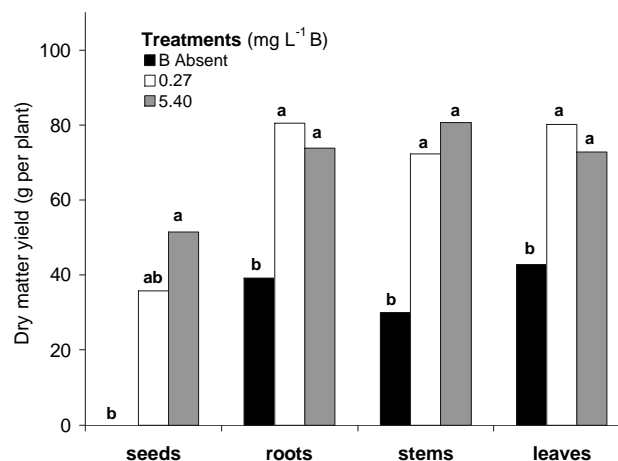 Treatments (mg L⁻¹ B)
B Absent
0.27
5.40
Dry matter yield (g per plant)
100
80
60
40
20
0
b
ab
a
b
a
a
b
a
a
b
a
a
seeds
roots
stems
leaves